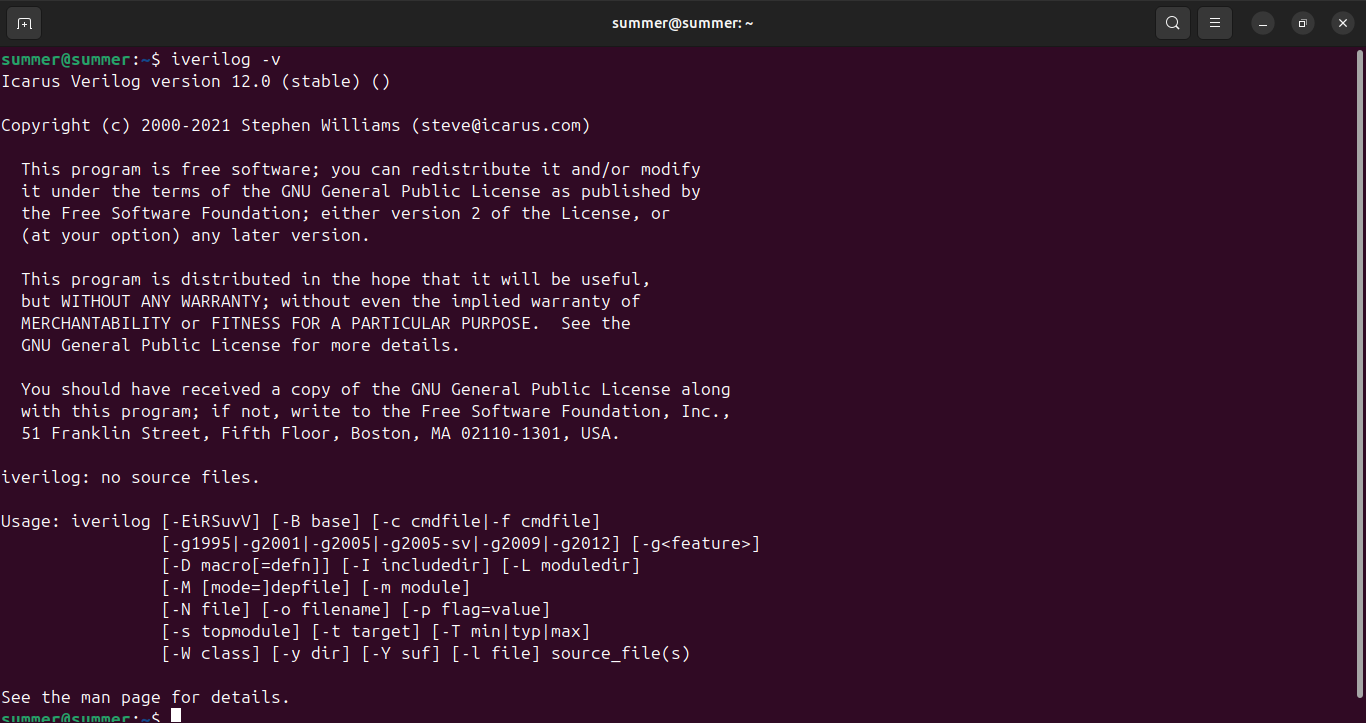 summer@summer: ~
summer@summer:~$ iverilog -v
Icarus Verilog version 12.0 (stable) ()
Copyright (c) 2000-2021 Stephen Williams (steve@icarus.com)
This program is free software; you can redistribute it and/or modify
it under the terms of the GNU General Public License as published by
the Free Software Foundation; either version 2 of the License, or
(at your option) any later version.
This program is distributed in the hope that it will be useful,
but WITHOUT ANY WARRANTY; without even the implied warranty of
MERCHANTABILITY or FITNESS FOR A PARTICULAR PURPOSE.  See the
GNU General Public License for more details.
You should have received a copy of the GNU General Public License along
with this program; if not, write to the Free Software Foundation, Inc.,
51 Franklin Street, Fifth Floor, Boston, MA 02110-1301, USA.
iverilog: no source files.
Usage: iverilog [-EiRSuvV] [-B base] [-c cmdfile|-f cmdfile]
[-g1995|-g2001|-g2005|-g2005-sv|-g2009|-g2012] [-g<feature>]
[-D macro[=defn]] [-I includedir] [-L moduledir]
[-M [mode=]depfile] [-m module]
[-N file] [-o filename] [-p flag=value]
[-s topmodule] [-t target] [-T min|typ|max]
[-W class] [-y dir] [-Y suf] [-l file] source_file(s)
See the man page for details.
summer@summer:~$